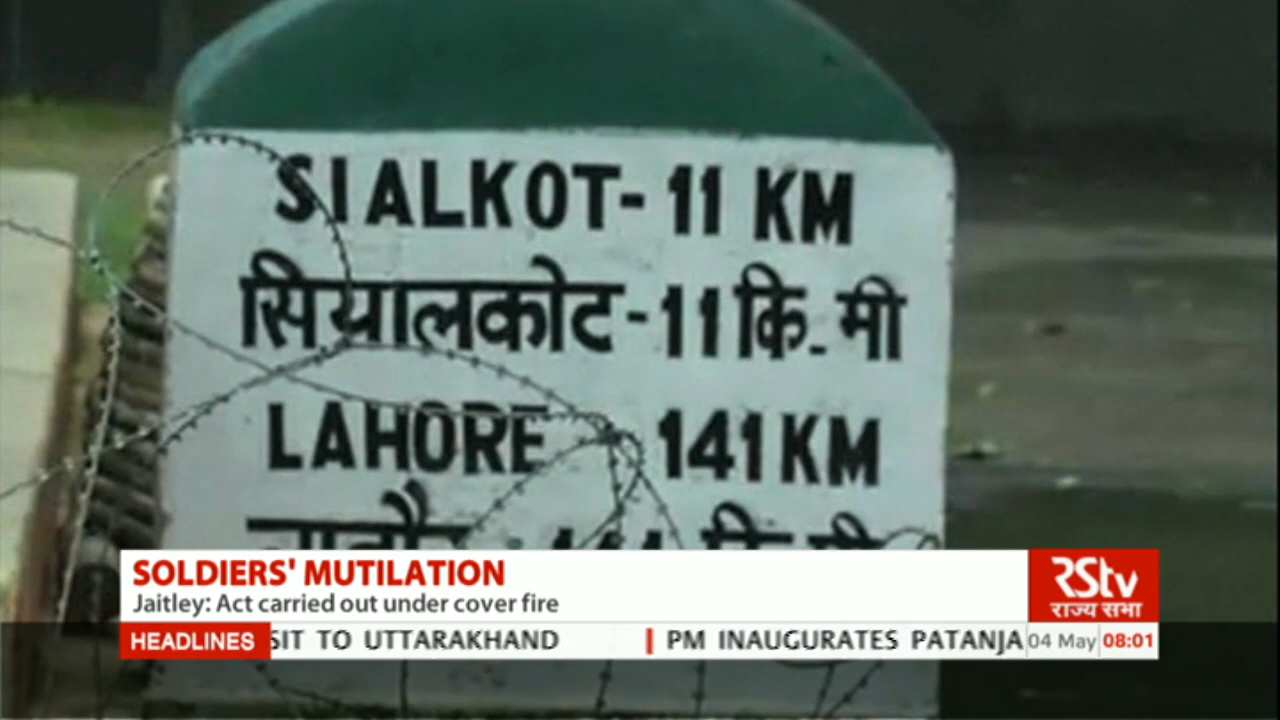 SIALKOT- 11 KM
सियालकोट - 11 कि. मी
LAHORE 141 KM
SOLDIERS' MUTILATION
Jaitley: Act carried out under cover fire
RStv
राज्य सभा
HEADLINES SIT TO UTTARAKHAND | PM INAUGURATES PATANJA 04 May 08:01